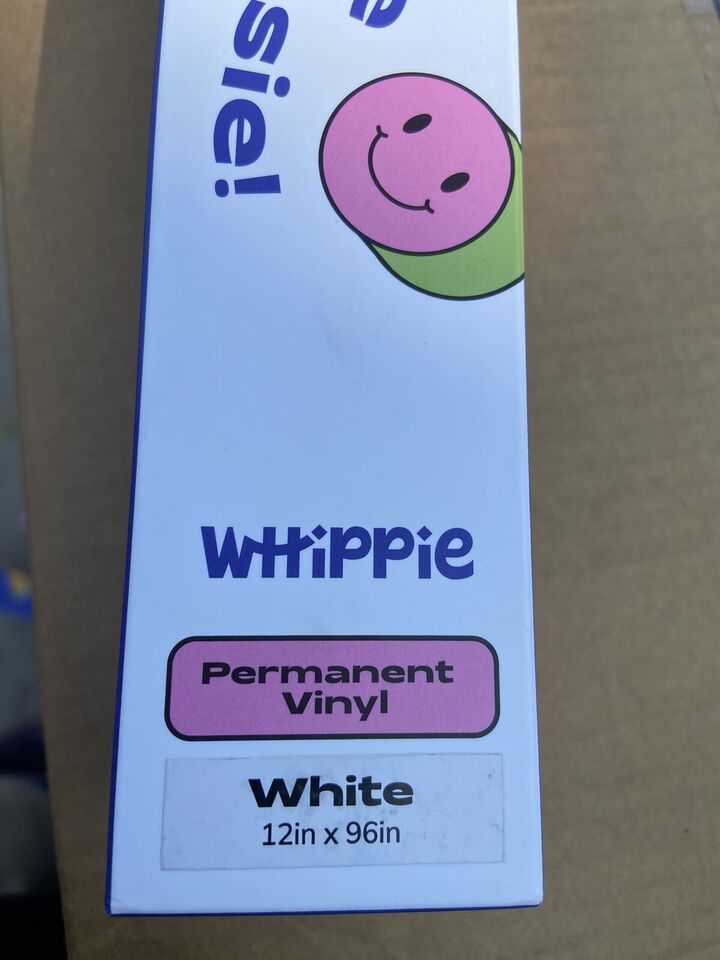 sie!
WHiPPie
Permanent
Vinyl
White
12in x 96in